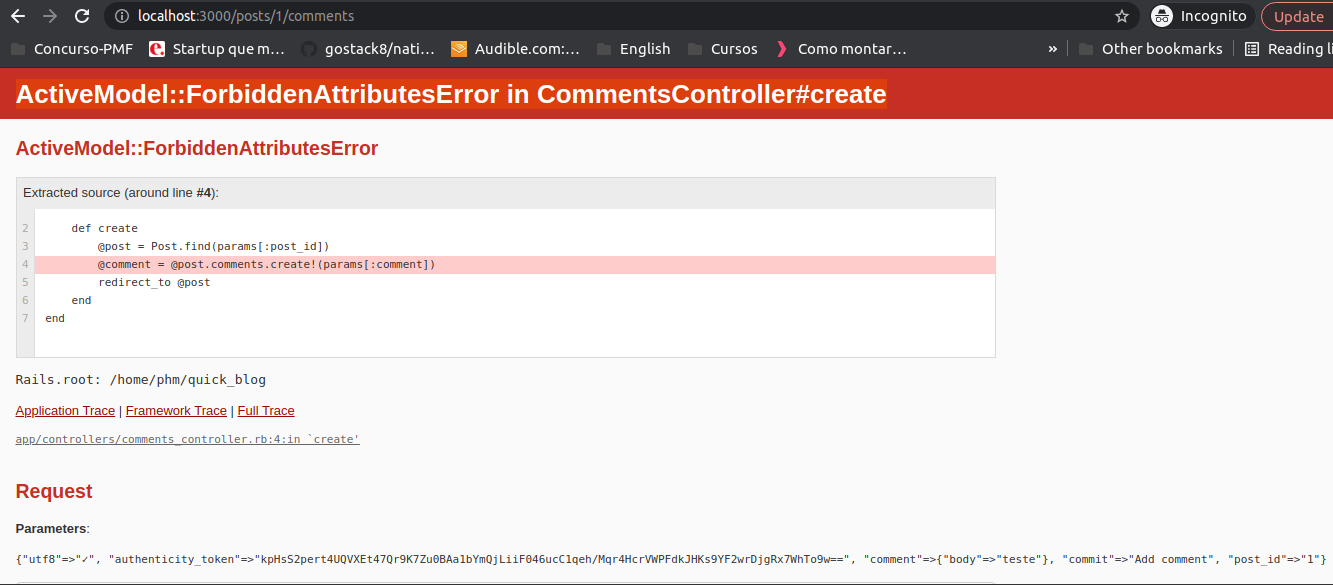 localhost:3000/posts/1/comments
Incognito
Update
Concurso-PMF
Startup que m…
gostack8/nati…
Audible.com:…
English
Cursos
Como montar…
»
Other bookmarks
Reading li
ActiveModel::ForbiddenAttributesError in CommentsController#create
ActiveModel::ForbiddenAttributesError
Extracted source (around line #4):
2 def create
3 @post = Post.find(params[:post_id])
4 @comment = @post.comments.create!(params[:comment])
5 redirect_to @post
6 end
7 end
Rails.root: /home/phm/quick_blog
Application Trace | Framework Trace | Full Trace
app/controllers/comments_controller.rb:4:in `create'
Request
Parameters:
{"utf8"=>"✓", "authenticity_token"=>"kpHsS2pert4UQVXEt47Qr9K7Zu0BAa1bYmQjLiiF046ucC1qeh/Mqr4HcrVWPFdkJHKs9YF2wrDjgRx7WhTo9w==", "comment"=>{"body"=>"teste"}, "commit"=>"Add comment", "post_id"=>"1"}